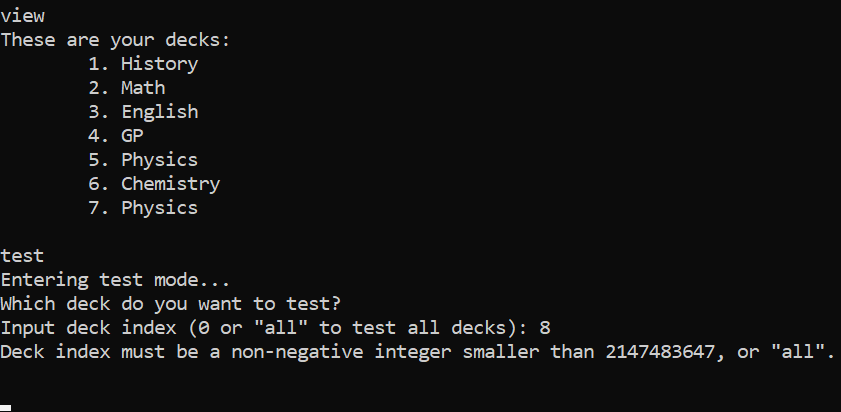 view
These are your decks:
1. History
2. Math
3. English
4. GP
5. Physics
6. Chemistry
7. Physics
test
Entering test mode...
Which deck do you want to test?
Input deck index (0 or "all" to test all decks): 8
Deck index must be a non-negative integer smaller than 2147483647, or "all".